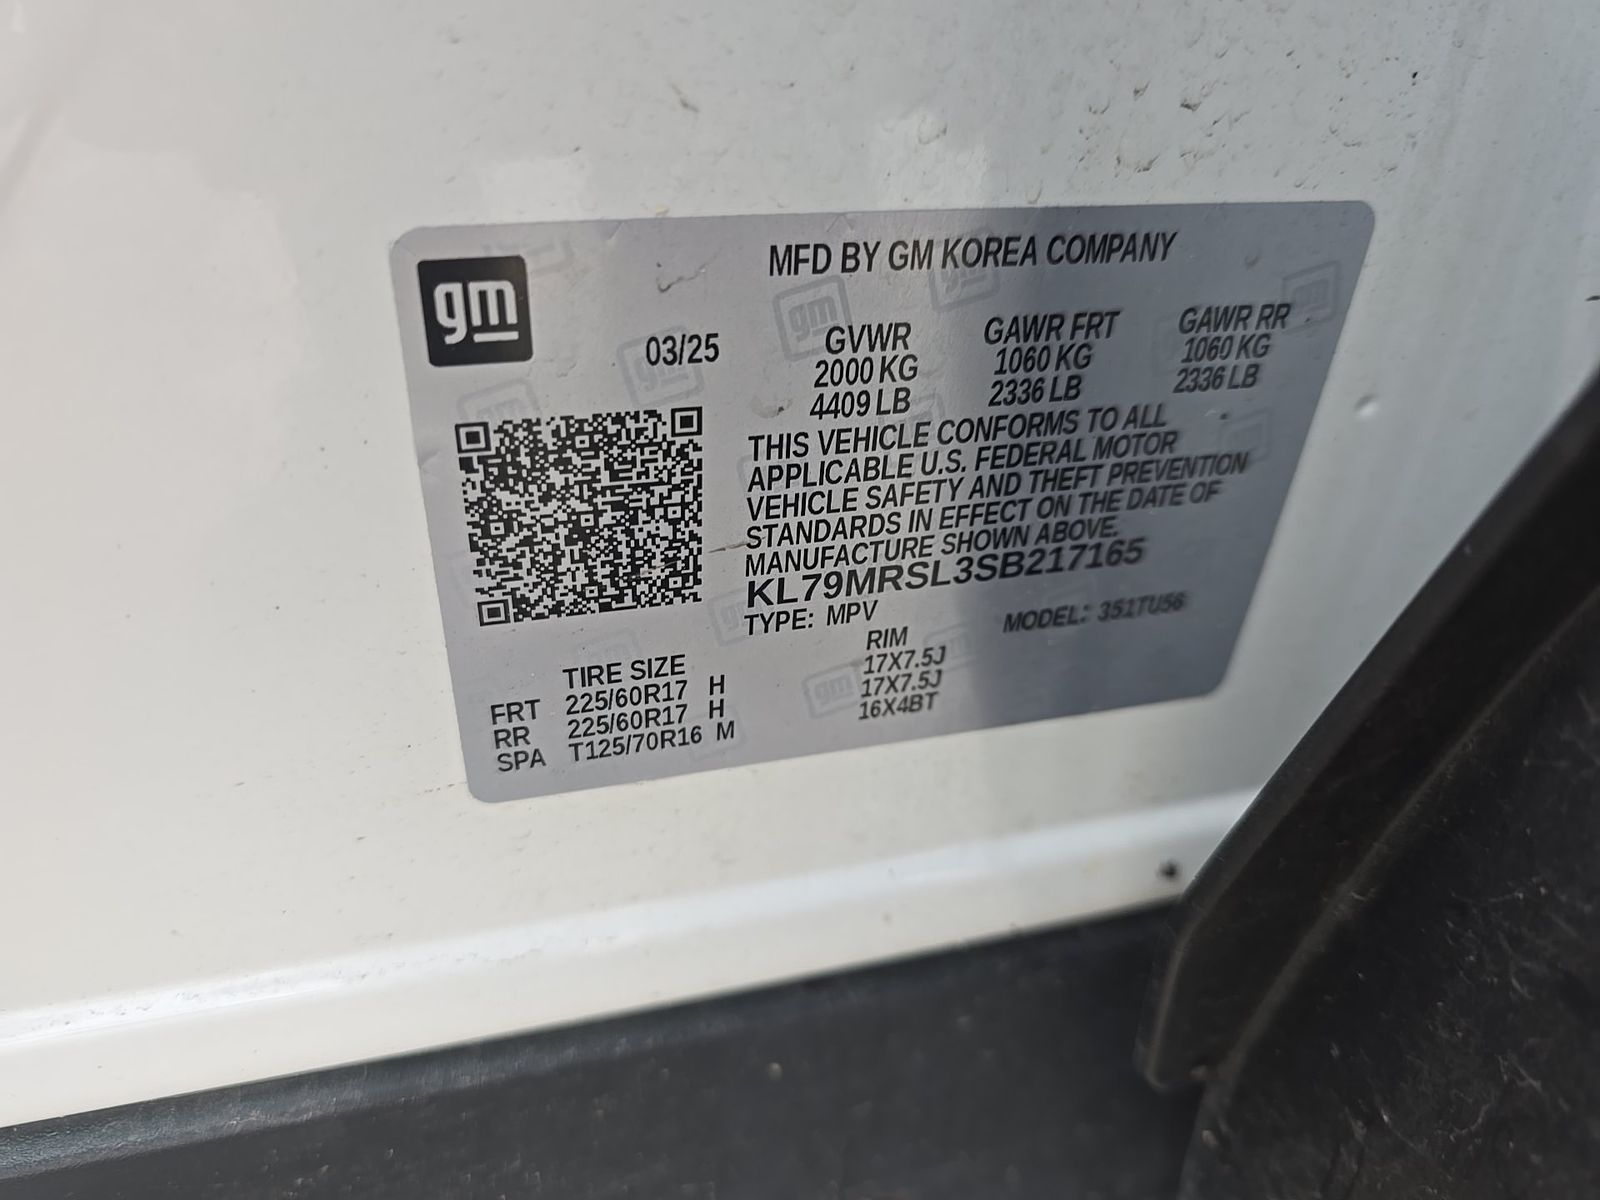 gm
MFD BY GM KOREA COMPANY
03/25
GVWR GAWR FRT GAWR RR
2000 KG 1060 KG 1060 KG
4409 LB 2336 LB 2336 LB
THIS VEHICLE CONFORMS TO ALL
APPLICABLE U.S. FEDERAL MOTOR
VEHICLE SAFETY AND THEFT PREVENTION
STANDARDS IN EFFECT ON THE DATE OF
MANUFACTURE SHOWN ABOVE.
KL79MRSL3SB217165
TYPE: MPV MODEL: 351TU56
TIRE SIZE RIM
FRT 225/60R17 H 17X7.5J
RR 225/60R17 H 17X7.5J
SPA T125/70R16 M 16X4BT